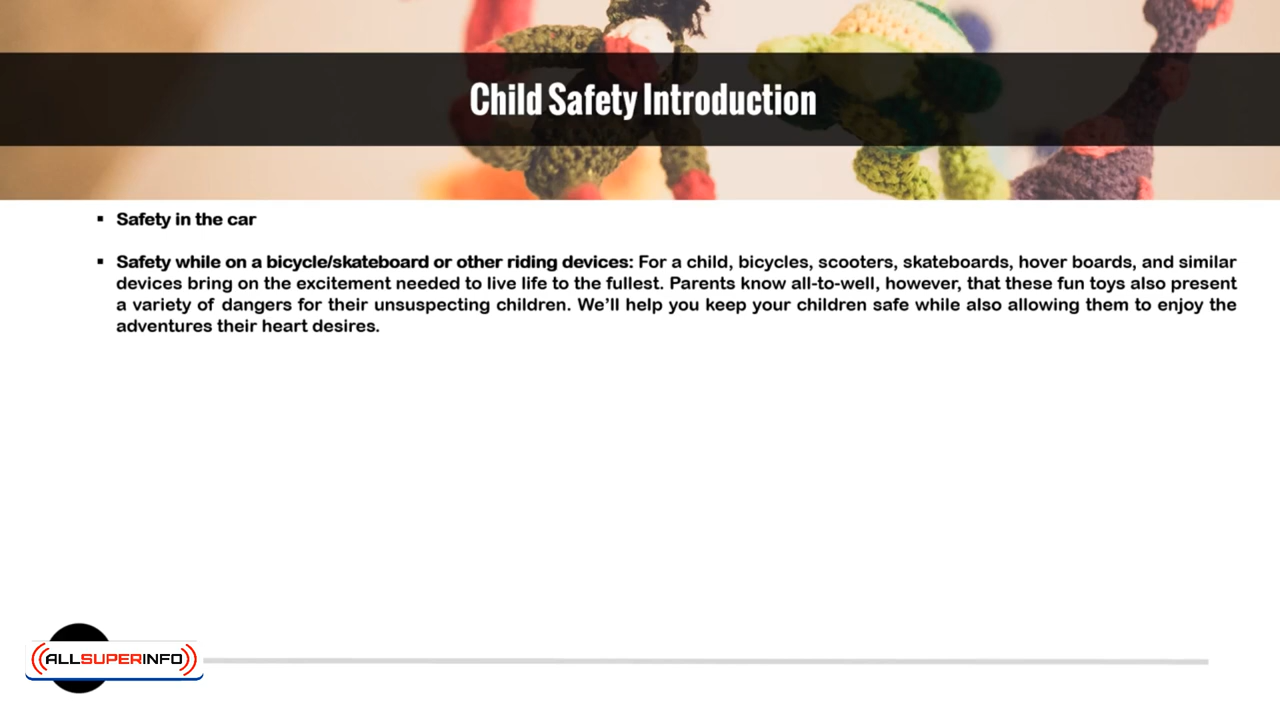 Child Safety Introduction
▪ Safety in the car
▪ Safety while on a bicycle/skateboard or other riding devices: For a child, bicycles, scooters, skateboards, hover boards, and similar
devices bring on the excitement needed to live life to the fullest. Parents know all-to-well, however, that these fun toys also present
a variety of dangers for their unsuspecting children. We'll help you keep your children safe while also allowing them to enjoy the
adventures their heart desires.
ALLSUPERINFO